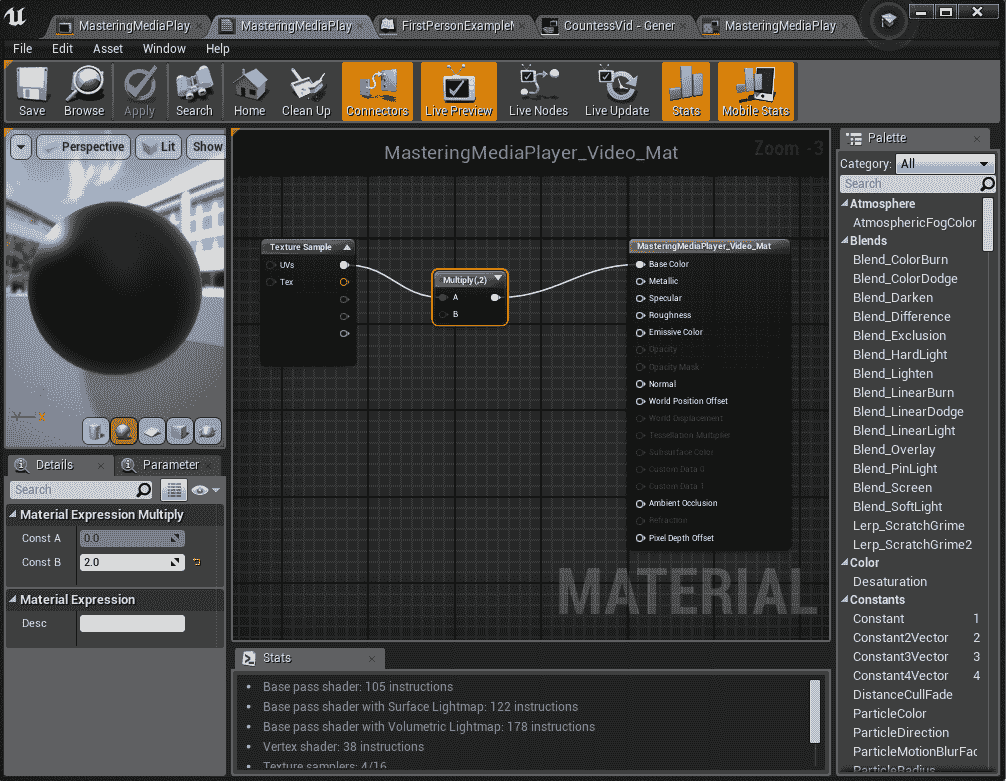 MasteringMediaPlay MasteringMediaPlay FirstPersonExampleM CountessVid - Gener MasteringMediaPlay
File Edit Asset Window Help
Save Browse Apply Search Home Clean Up Connectors Live Preview Live Nodes Live Update Stats Mobile Stats
Perspective Lit Show
MasteringMediaPlayer_Video_Mat Zoom -3
Texture Sample
UVs
Tex
Multiply(,2)
A
B
MasteringMediaPlayer_Video_Mat
Base Color
Metallic
Specular
Roughness
Emissive Color
Opacity
Opacity Mask
Normal
World Position Offset
World Displacement
Tessellation Multiplier
Subsurface Color
Custom Data 0
Custom Data 1
Ambient Occlusion
Refraction
Pixel Depth Offset
MATERIAL
Details Parameter
Search
Material Expression Multiply
Const A 0.0
Const B 2.0
Material Expression
Desc
Stats
Base pass shader: 105 instructions
Base pass shader with Surface Lightmap: 122 instructions
Base pass shader with Volumetric Lightmap: 178 instructions
Vertex shader: 38 instructions
Texture samplers: 4/16
Palette
Category: All
Search
Atmosphere
AtmosphericFogColor
Blends
Blend_ColorBurn
Blend_ColorDodge
Blend_Darken
Blend_Difference
Blend_Exclusion
Blend_HardLight
Blend_Lighten
Blend_LinearBurn
Blend_LinearDodge
Blend_LinearLight
Blend_Overlay
Blend_PinLight
Blend_Screen
Blend_SoftLight
Lerp_ScratchGrime
Lerp_ScratchGrime2
Color
Desaturation
Constants
Constant 1
Constant2Vector 2
Constant3Vector 3
Constant4Vector 4
DistanceCullFade
ParticleColor
ParticleDirection
ParticleMotionBlurFac
ParticleRadius